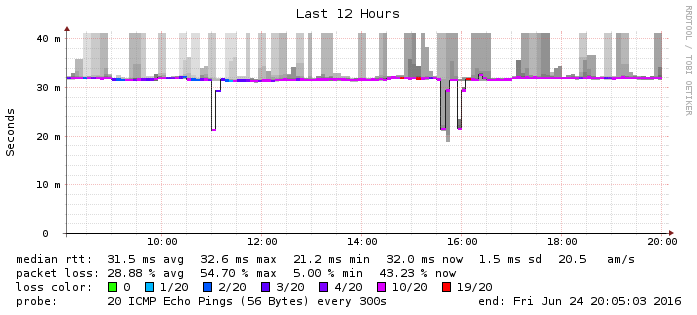 Last 12 Hours
RRDTOOL / TOBI OETIKER
Seconds
40 m
30 m
20 m
10 m
0
10:00 12:00 14:00 16:00 18:00 20:00
median rtt: 31.5 ms avg 32.6 ms max 21.2 ms min 32.0 ms now 1.5 ms sd 20.5 am/s
packet loss: 28.88 % avg 54.70 % max 5.00 % min 43.23 % now
loss color: 0 1/20 2/20 3/20 4/20 10/20 19/20
probe: 20 ICMP Echo Pings (56 Bytes) every 300s end: Fri Jun 24 20:05:03 2016